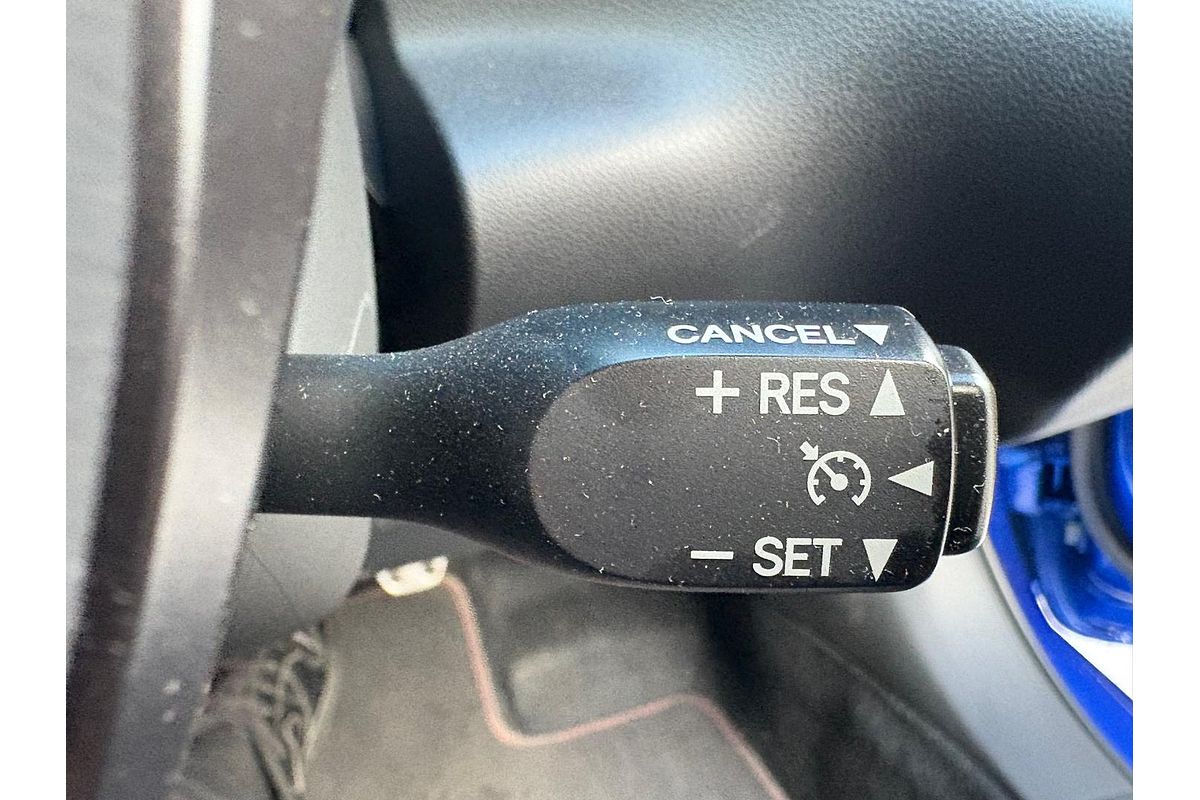 CANCEL▼
+ RES ▲
− SET ▼